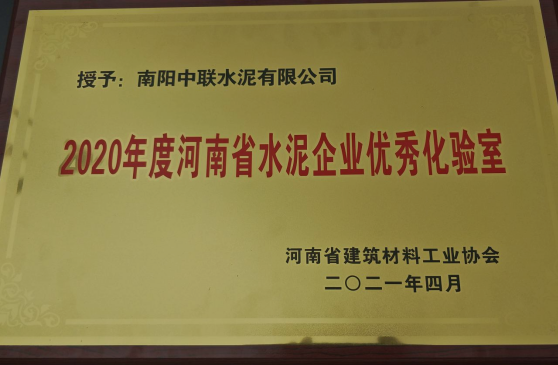 授予：南阳中联水泥有限公司
2020年度河南省水泥企业优秀化验室
河南省建筑材料工业协会
二〇二一年四月